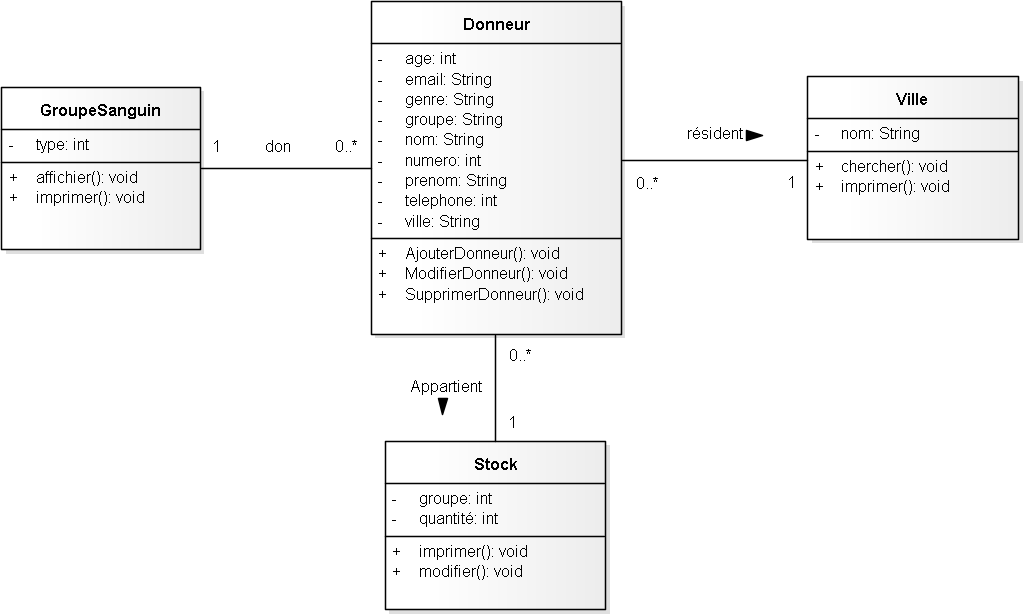 Donneur
- age: int
- email: String
- genre: String
- groupe: String
- nom: String
- numero: int
- prenom: String
- telephone: int
- ville: String
+ AjouterDonneur(): void
+ ModifierDonneur(): void
+ SupprimerDonneur(): void
GroupeSanguin
- type: int
+ affichier(): void
+ imprimer(): void
1 don 0..*
Ville
- nom: String
+ chercher(): void
+ imprimer(): void
résident
0..* 1
0..*
Appartient
1
Stock
- groupe: int
- quantité: int
+ imprimer(): void
+ modifier(): void